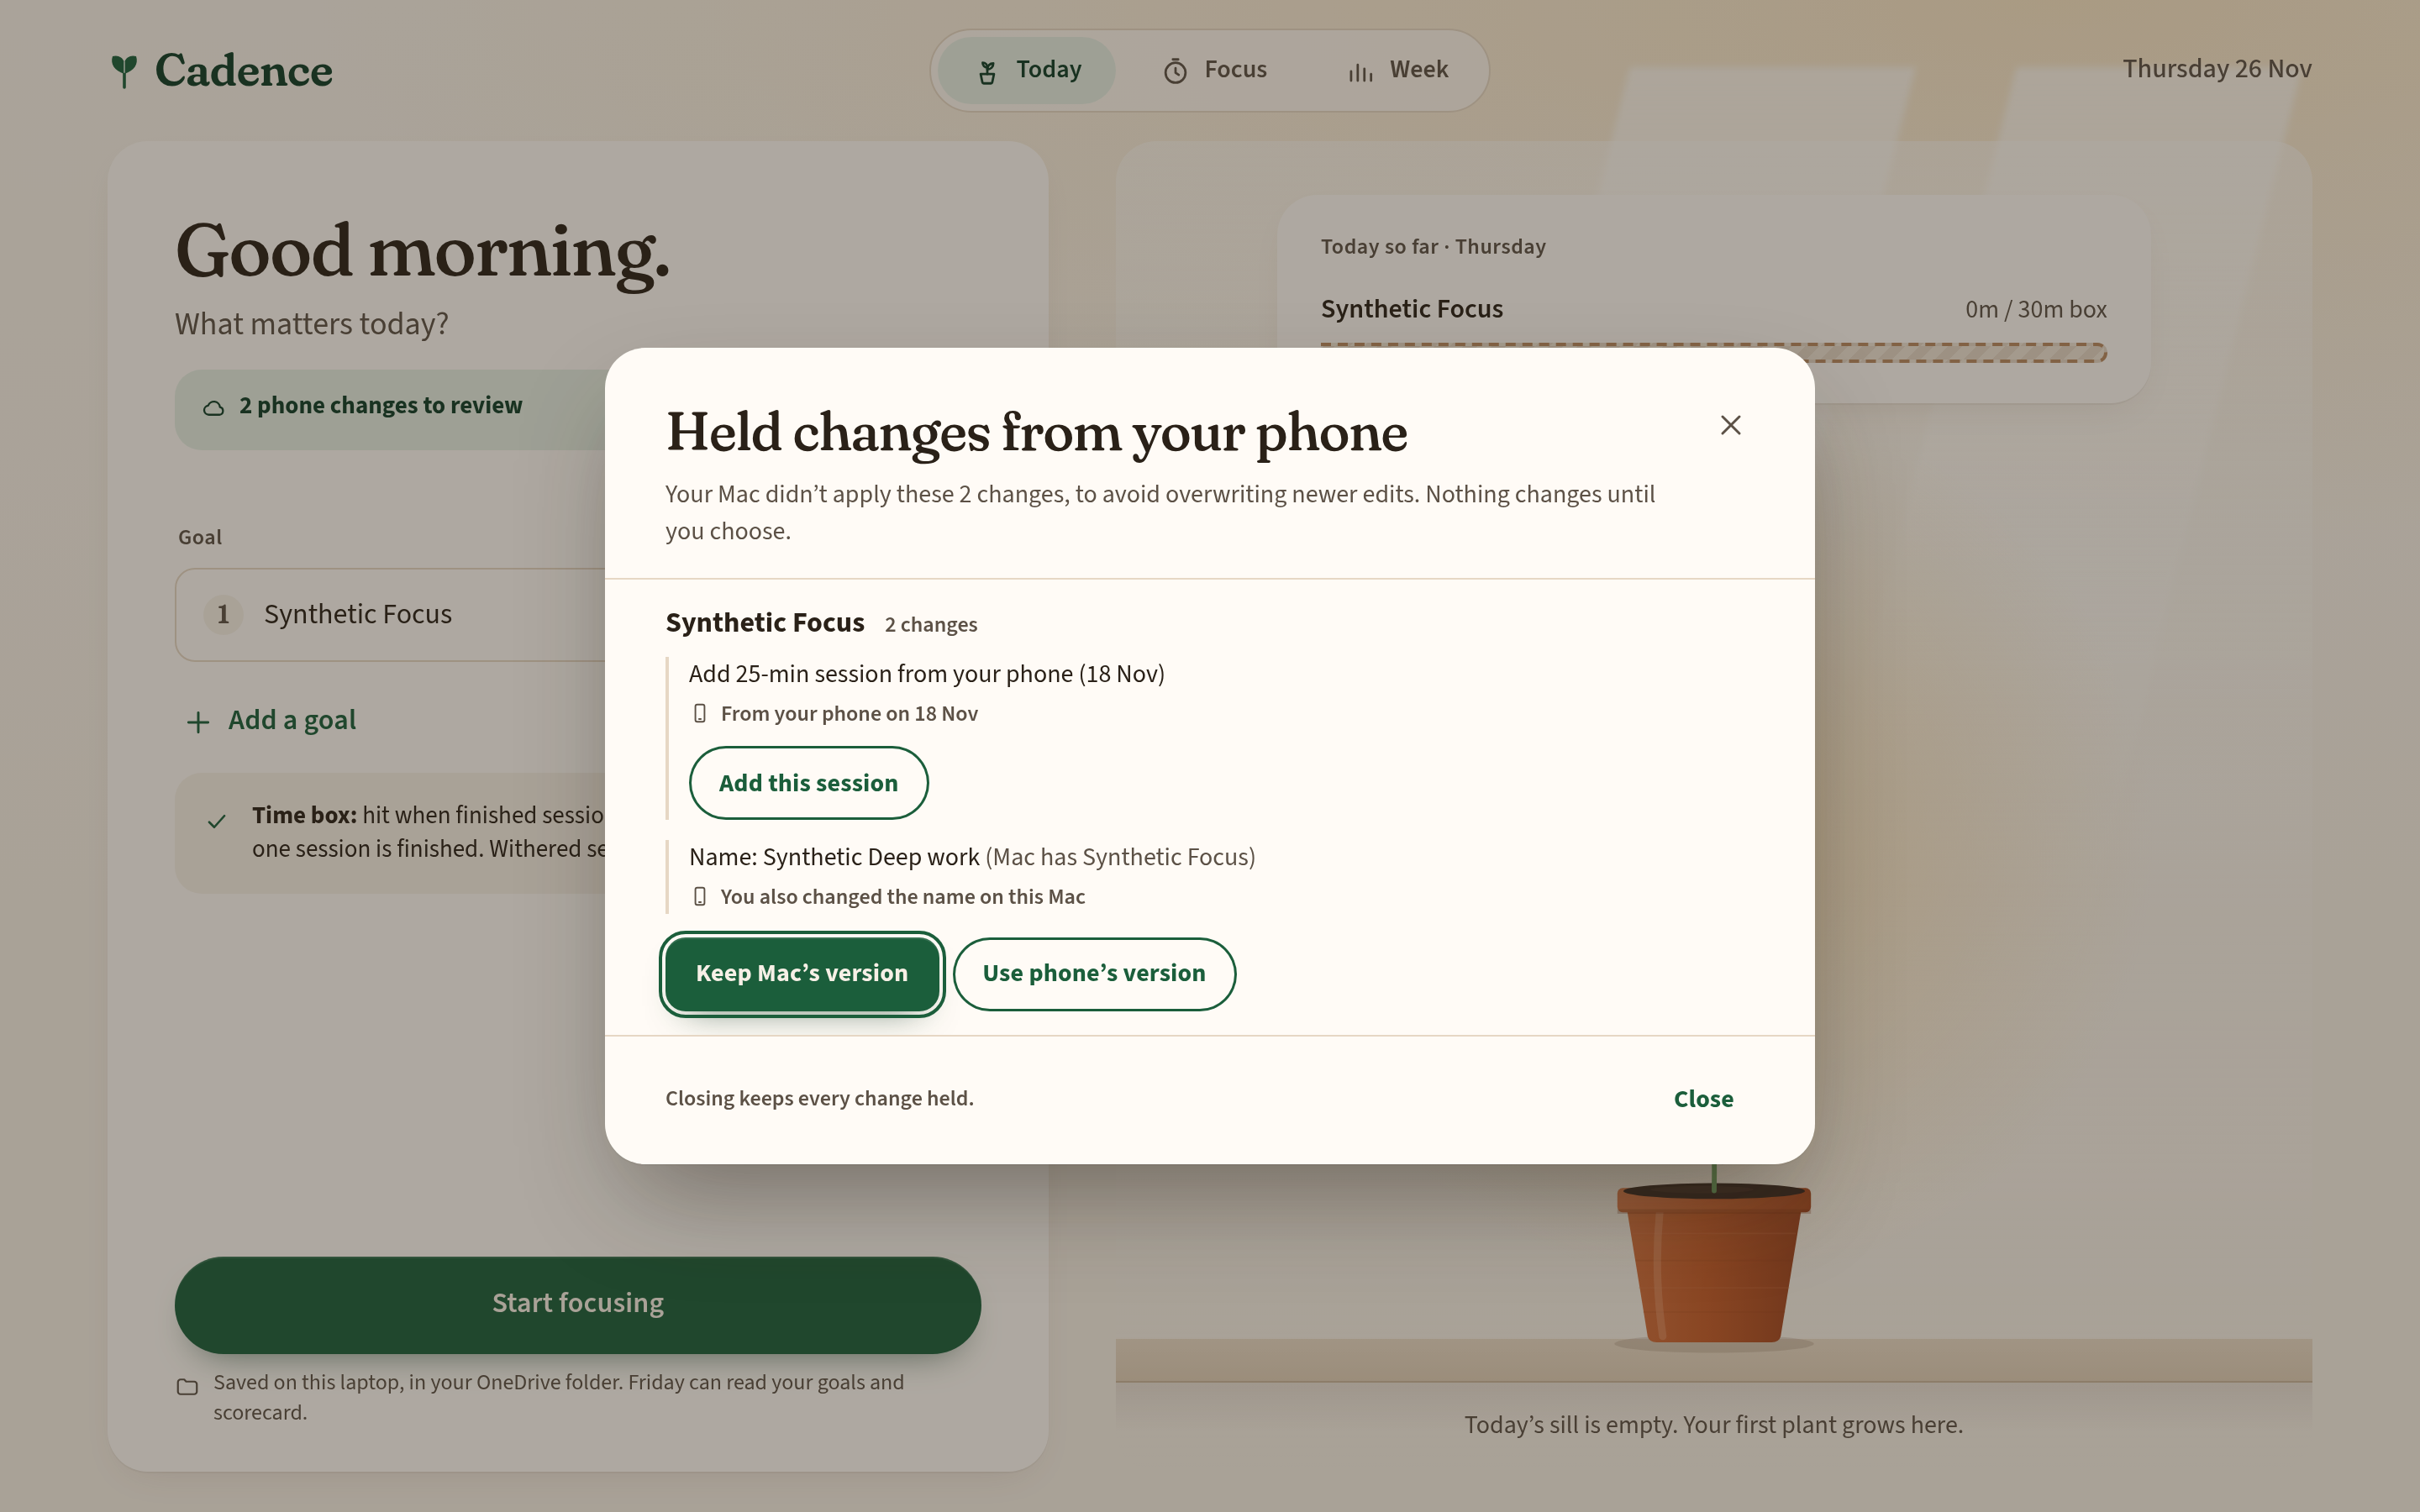 Cadence
Today
Focus
Week
Thursday 26 Nov
Good morning.
What matters today?
2 phone changes to review
Goal
1 Synthetic Focus
Add a goal
Time box: hit when finished sessio
one session is finished. Withered se
Start focusing
Saved on this laptop, in your OneDrive folder. Friday can read your goals and
scorecard.
Today so far · Thursday
Synthetic Focus 0m / 30m box
Held changes from your phone
Your Mac didn’t apply these 2 changes, to avoid overwriting newer edits. Nothing changes until
you choose.
Synthetic Focus 2 changes
Add 25-min session from your phone (18 Nov)
From your phone on 18 Nov
Add this session
Name: Synthetic Deep work (Mac has Synthetic Focus)
You also changed the name on this Mac
Keep Mac’s version
Use phone’s version
Closing keeps every change held.
Close
Today’s sill is empty. Your first plant grows here.